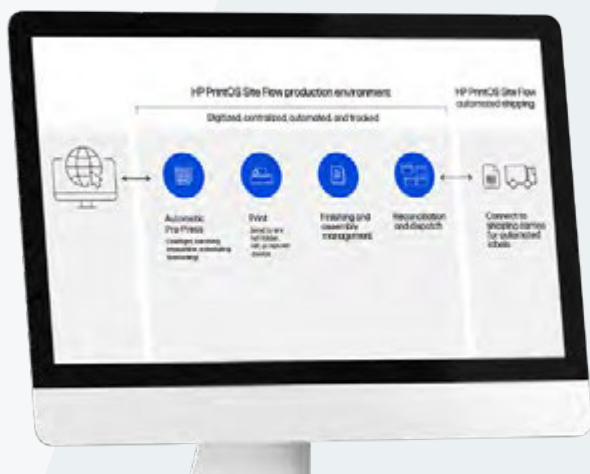 HP PrintOS Site Flow production environment
HP PrintOS Site Flow
automated shipping
Digitized, centralized, automated, and tracked
Automatic
Pre Press
Print
Finishing and
assembly
management
Reconciliation
and dispatch
Connect to
shipping carries
for automated
labels